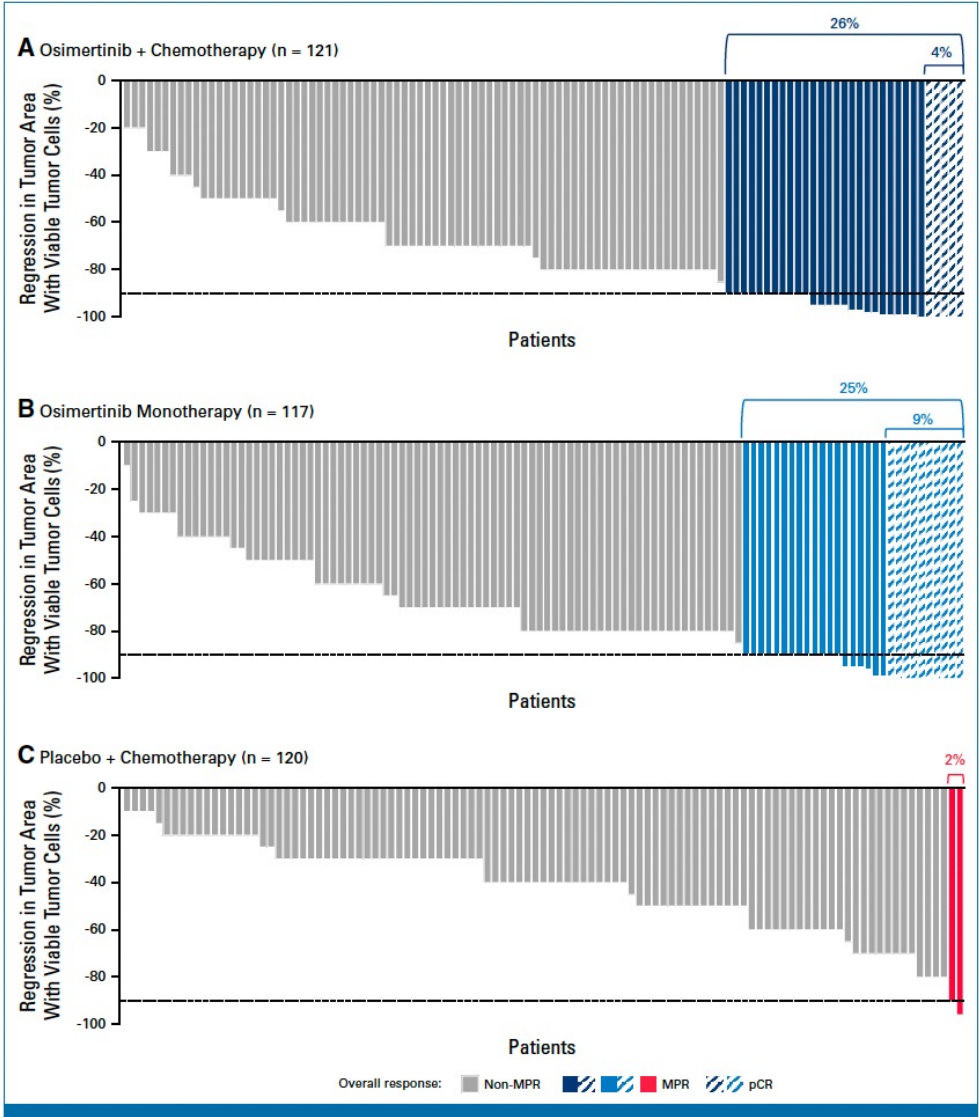 26%
A Osimertinib + Chemotherapy (n = 121)
4%
Regression in Tumor Area
With Viable Tumor Cells (%)
0
-20
-40
-60
-80
-100
Patients
25%
B Osimertinib Monotherapy (n = 117)
9%
Regression in Tumor Area
With Viable Tumor Cells (%)
0
-20
-40
-60
-80
-100
Patients
C Placebo + Chemotherapy (n = 120)
2%
Regression in Tumor Area
With Viable Tumor Cells (%)
0
-20
-40
-60
-80
-100
Patients
Overall response: Non-MPR MPR pCR